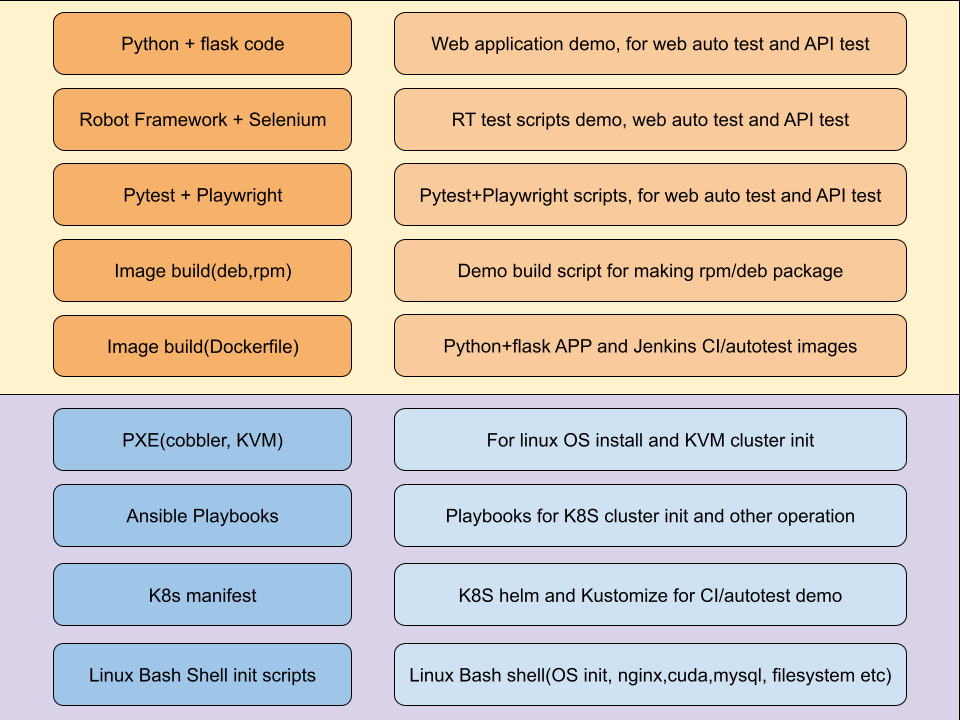 Python + flask code
Web application demo, for web auto test and API test
Robot Framework + Selenium
RT test scripts demo, web auto test and API test
Pytest + Playwright
Pytest+Playwright scripts, for web auto test and API test
Image build(deb,rpm)
Demo build script for making rpm/deb package
Image build(Dockerfile)
Python+flask APP and Jenkins CI/autotest images
PXE(cobbler, KVM)
For linux OS install and KVM cluster init
Ansible Playbooks
Playbooks for K8S cluster init and other operation
K8s manifest
K8S helm and Kustomize for CI/autotest demo
Linux Bash Shell init scripts
Linux Bash shell(OS init, nginx,cuda,mysql, filesystem etc)